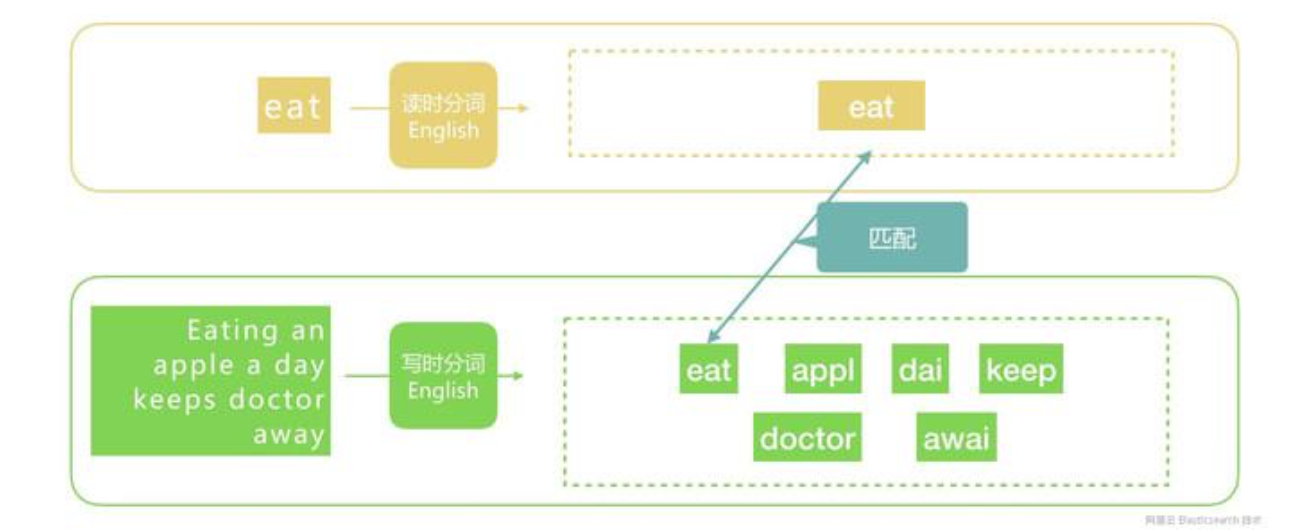 eat
读时分词
English
eat
匹配
Eating an
apple a day
keeps doctor
away
写时分词
English
eat appl dai keep
doctor awai
阿里云 Elasticsearch 技术